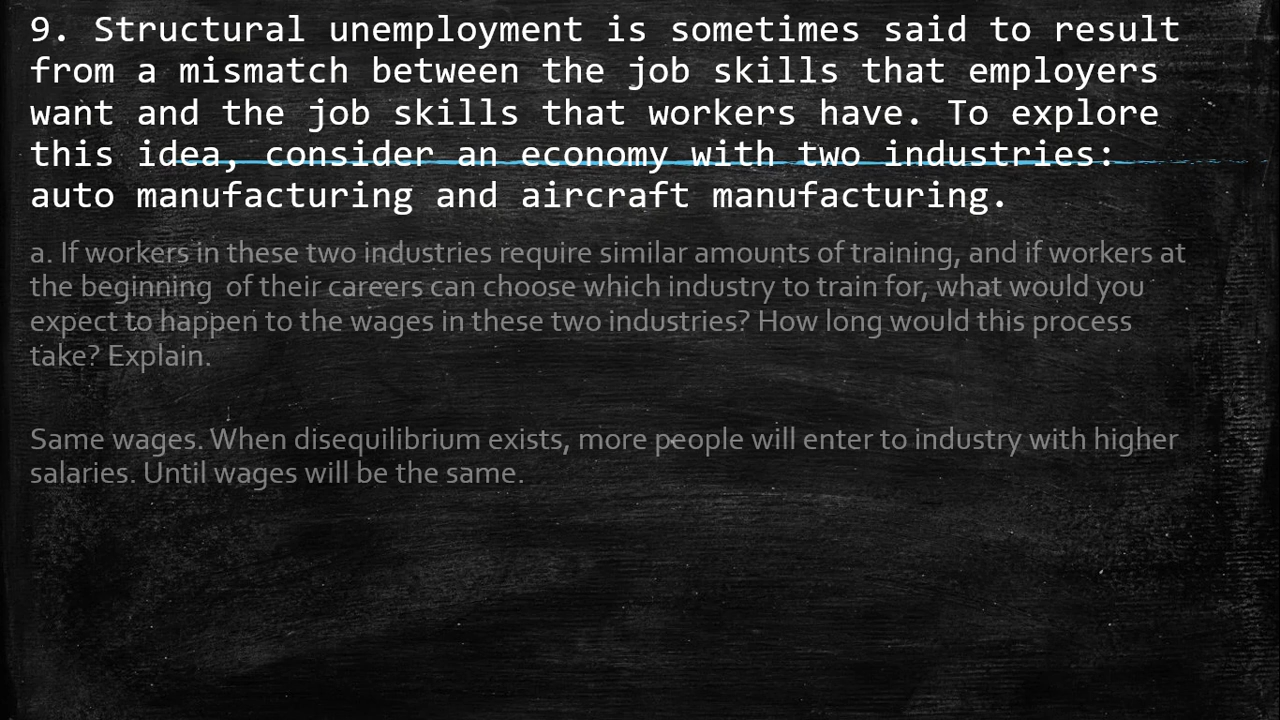 9. Structural unemployment is sometimes said to result
from a mismatch between the job skills that employers
want and the job skills that workers have. To explore
this idea, consider an economy with two industries:
auto manufacturing and aircraft manufacturing.
a. If workers in these two industries require similar amounts of training, and if workers at
the beginning  of their careers can choose which industry to train for, what would you
expect to happen to the wages in these two industries? How long would this process
take? Explain.
Same wages. When disequilibrium exists, more people will enter to industry with higher
salaries. Until wages will be the same.